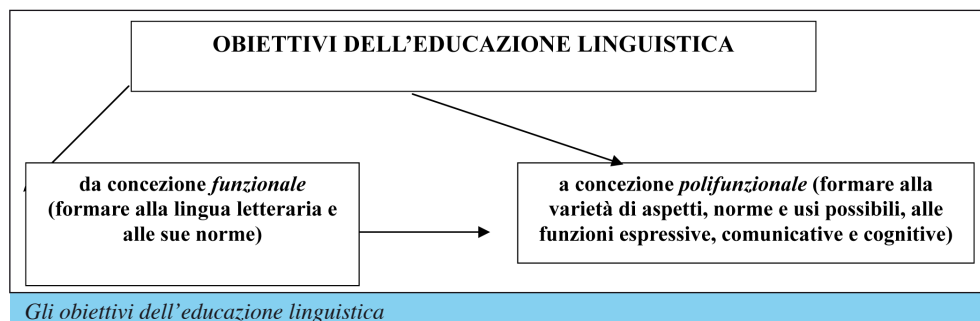 OBIETTIVI DELL’EDUCAZIONE LINGUISTICA
da concezione funzionale
(formare alla lingua letteraria e
alle sue norme)
a concezione polifunzionale (formare alla
varietà di aspetti, norme e usi possibili, alle
funzioni espressive, comunicative e cognitive)
Gli obiettivi dell’educazione linguistica